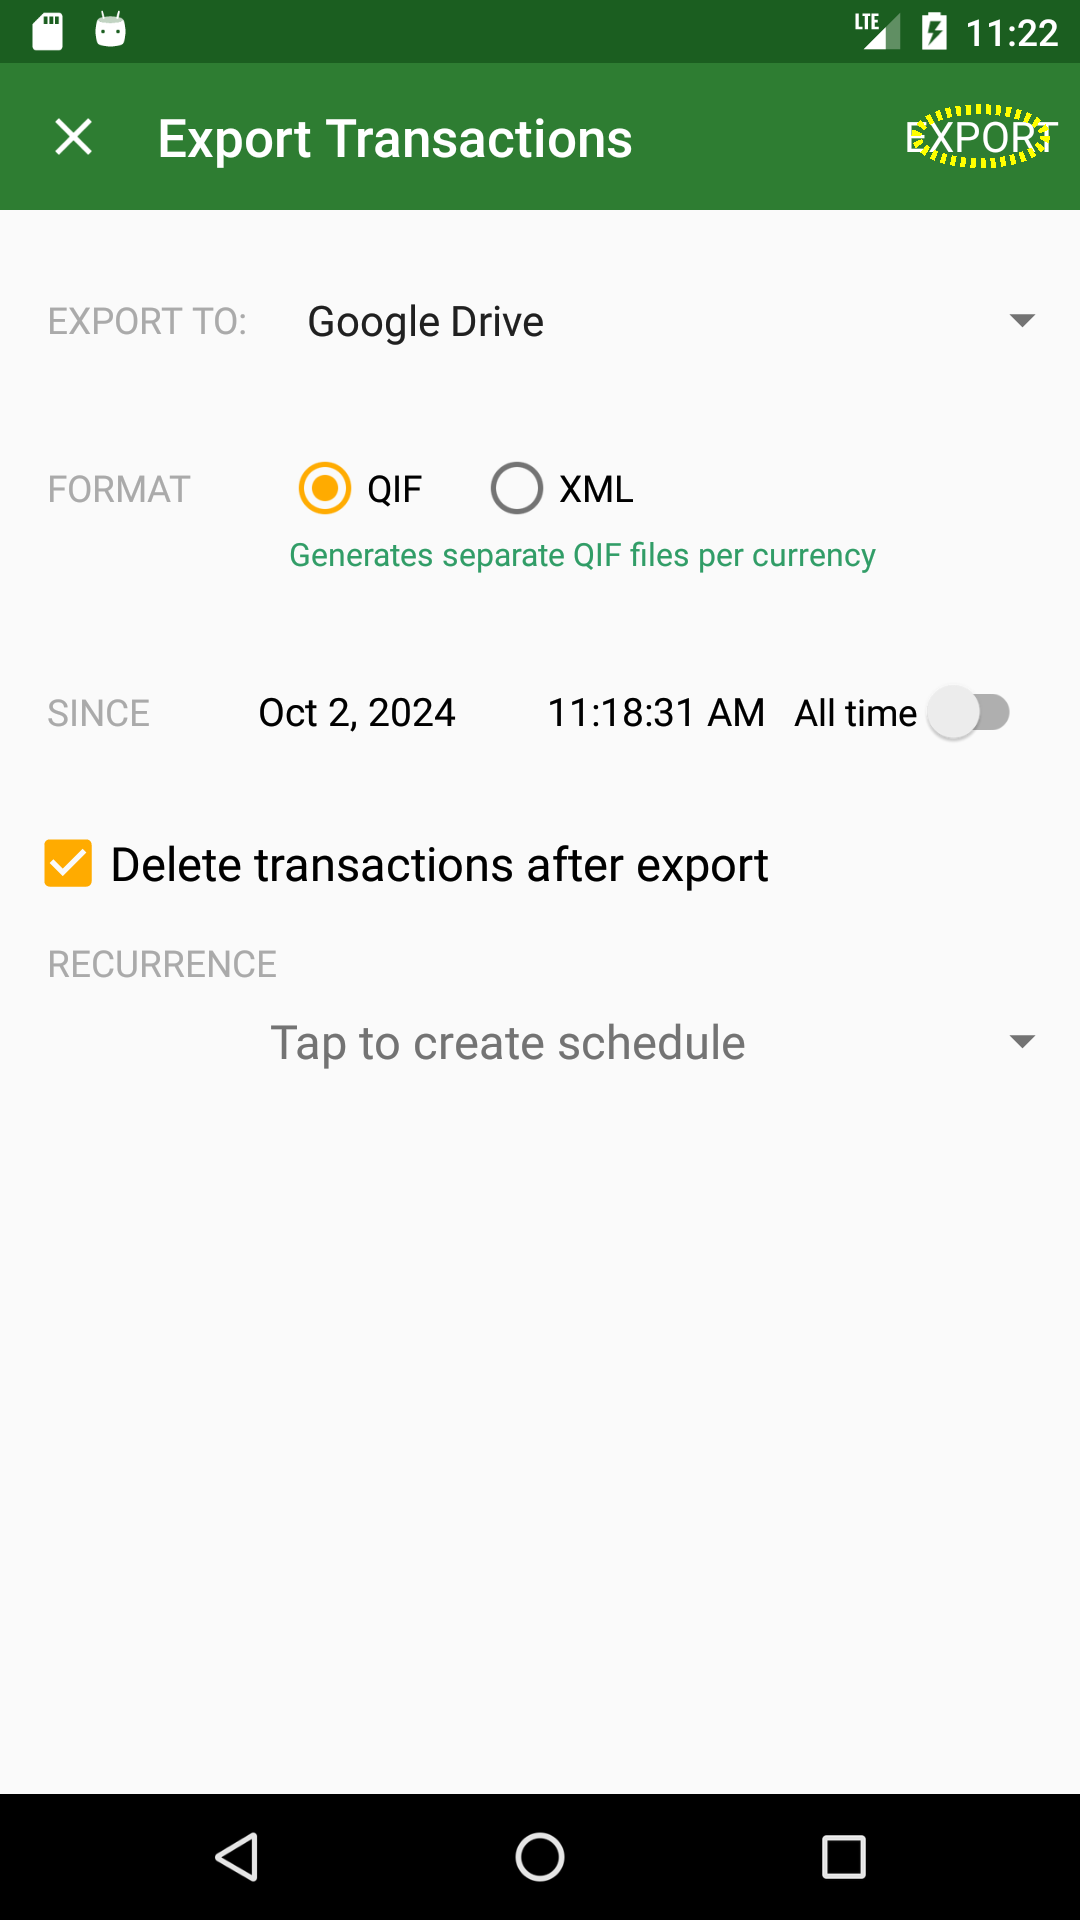 LTE 11:22
Export Transactions EXPORT
EXPORT TO: Google Drive
FORMAT QIF XML
Generates separate QIF files per currency
SINCE Oct 2, 2024 11:18:31 AM All time
Delete transactions after export
RECURRENCE
Tap to create schedule